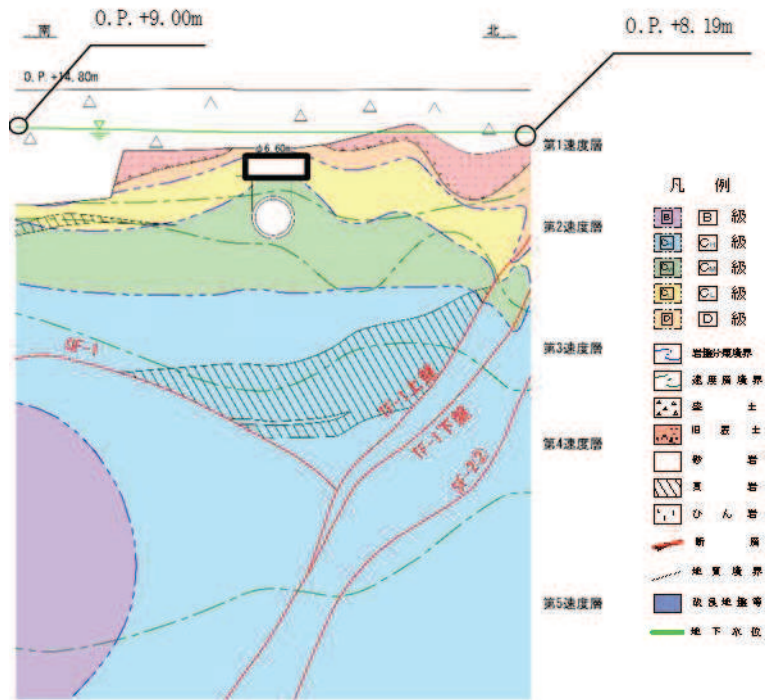 O.P.+9.00m
O.P.+8.19m
南
北
O.P.+14.80m
φ6.60m
第1速度層
第2速度層
第3速度層
第4速度層
第5速度層
OF-1
TF-1下盤
SF-22
凡 例
B B 級
CH 級
CM 級
CL 級
D D 級
岩盤分類境界
速度層境界
盛 土
旧 表 土
砂 岩
頁 岩
ひ ん 岩
断 層
地 質 境 界
改 良 地 盤 等
地 下 水 位